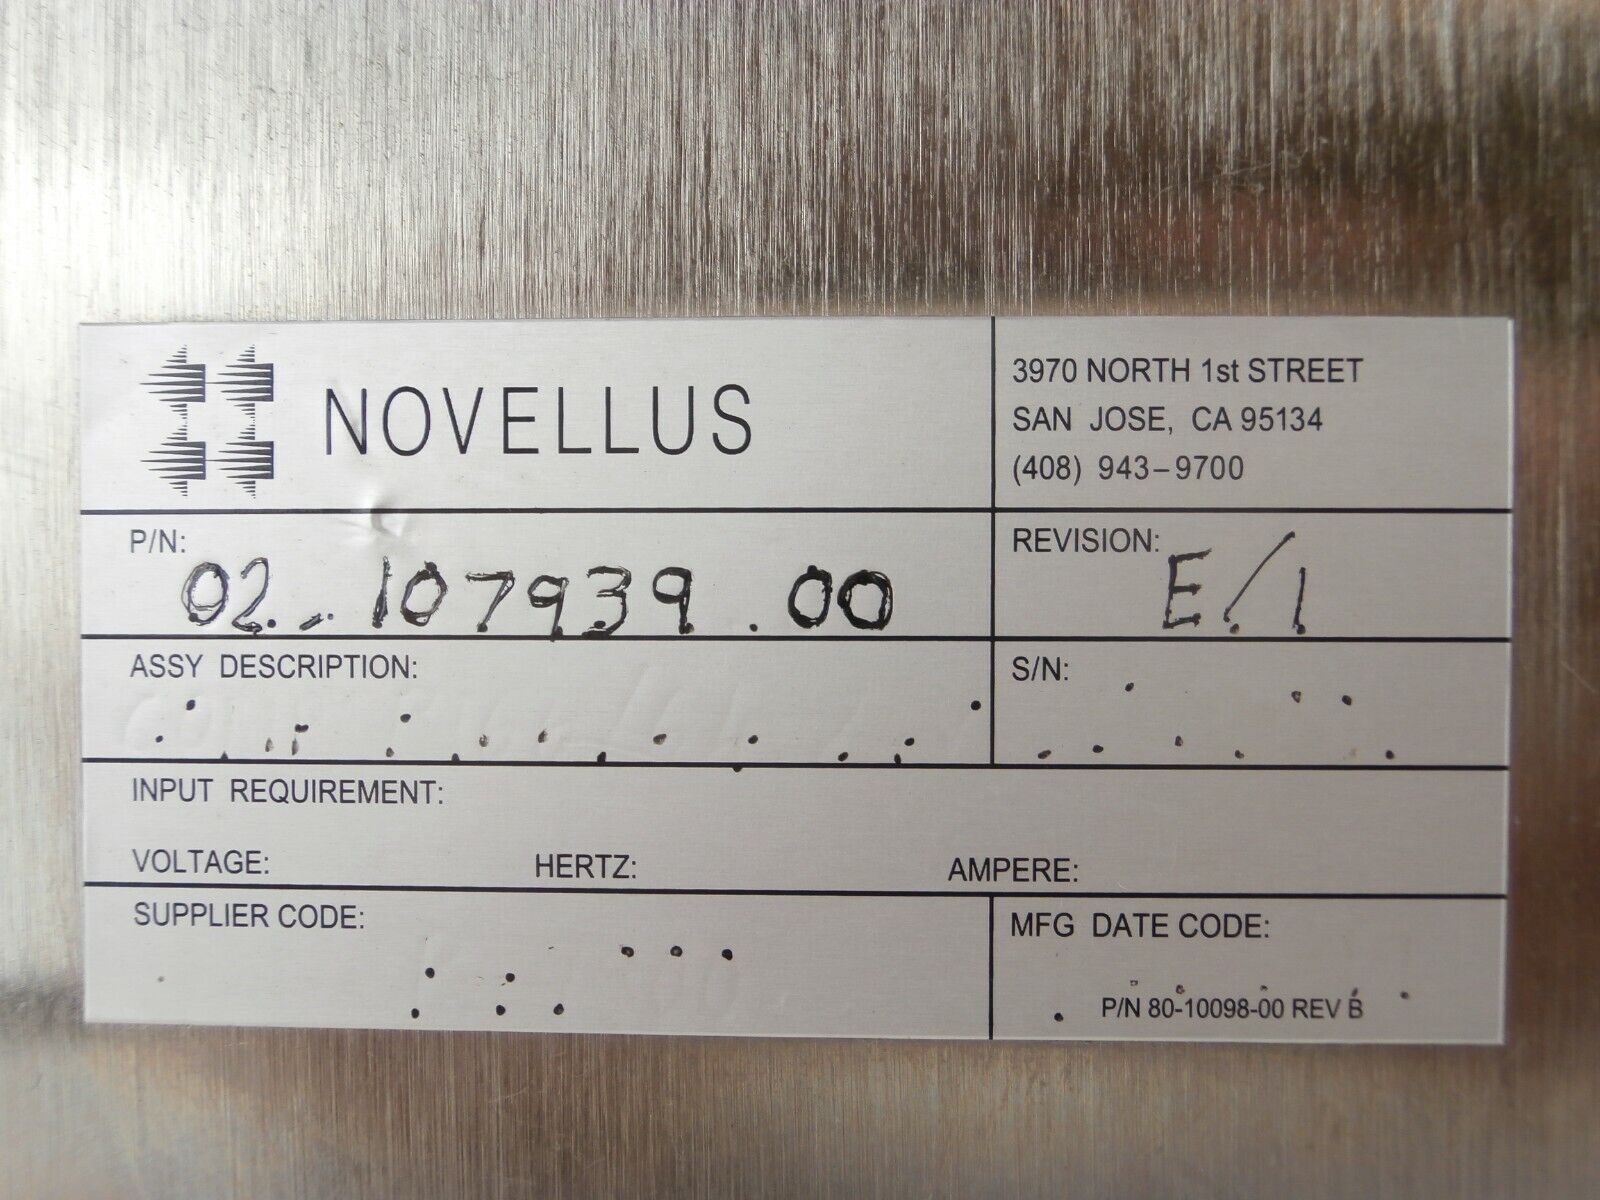 NOVELLUS
3970 NORTH 1st STREET
SAN JOSE, CA 95134
(408) 943-9700
P/N:
02-107939.00
REVISION:
E/1
ASSY DESCRIPTION:
S/N:
INPUT REQUIREMENT:
VOLTAGE: HERTZ: AMPERE:
SUPPLIER CODE:
MFG DATE CODE:
P/N 80-10098-00 REV B